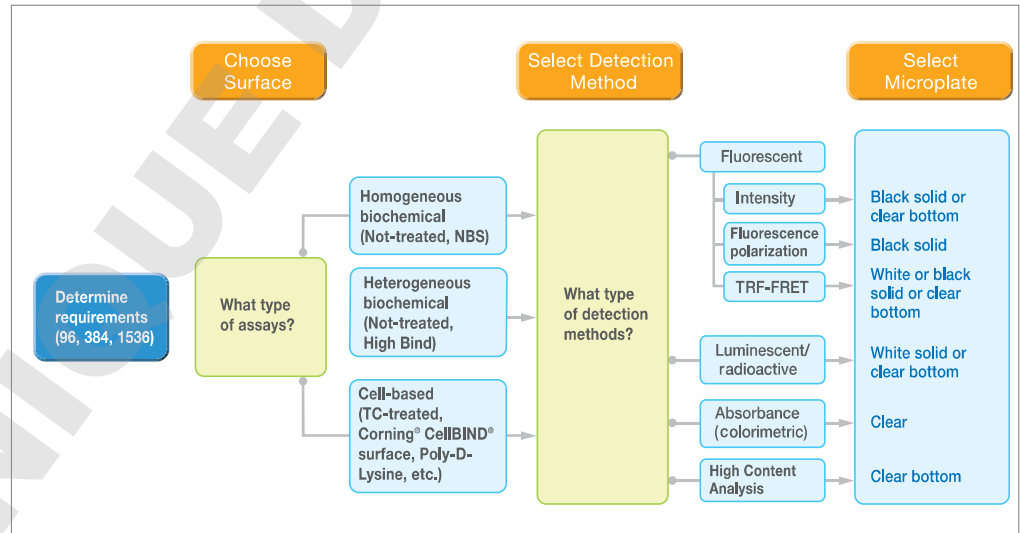 Choose
Surface
Select Detection
Method
Select
Microplate
Determine
requirements
(96, 384, 1536)
What type
of assays?
Homogeneous
biochemical
(Not-treated, NBS)
Heterogeneous
biochemical
(Not-treated,
High Bind)
Cell-based
(TC-treated,
Corning® CellBIND®
surface, Poly-D-
Lysine, etc.)
What type
of detection
methods?
Fluorescent
Intensity
Black solid or
clear bottom
Fluorescence
polarization
Black solid
TRF-FRET
White or black
solid or clear
bottom
Luminescent/
radioactive
White solid or
clear bottom
Absorbance
(colorimetric)
Clear
High Content
Analysis
Clear bottom
NIQUE D